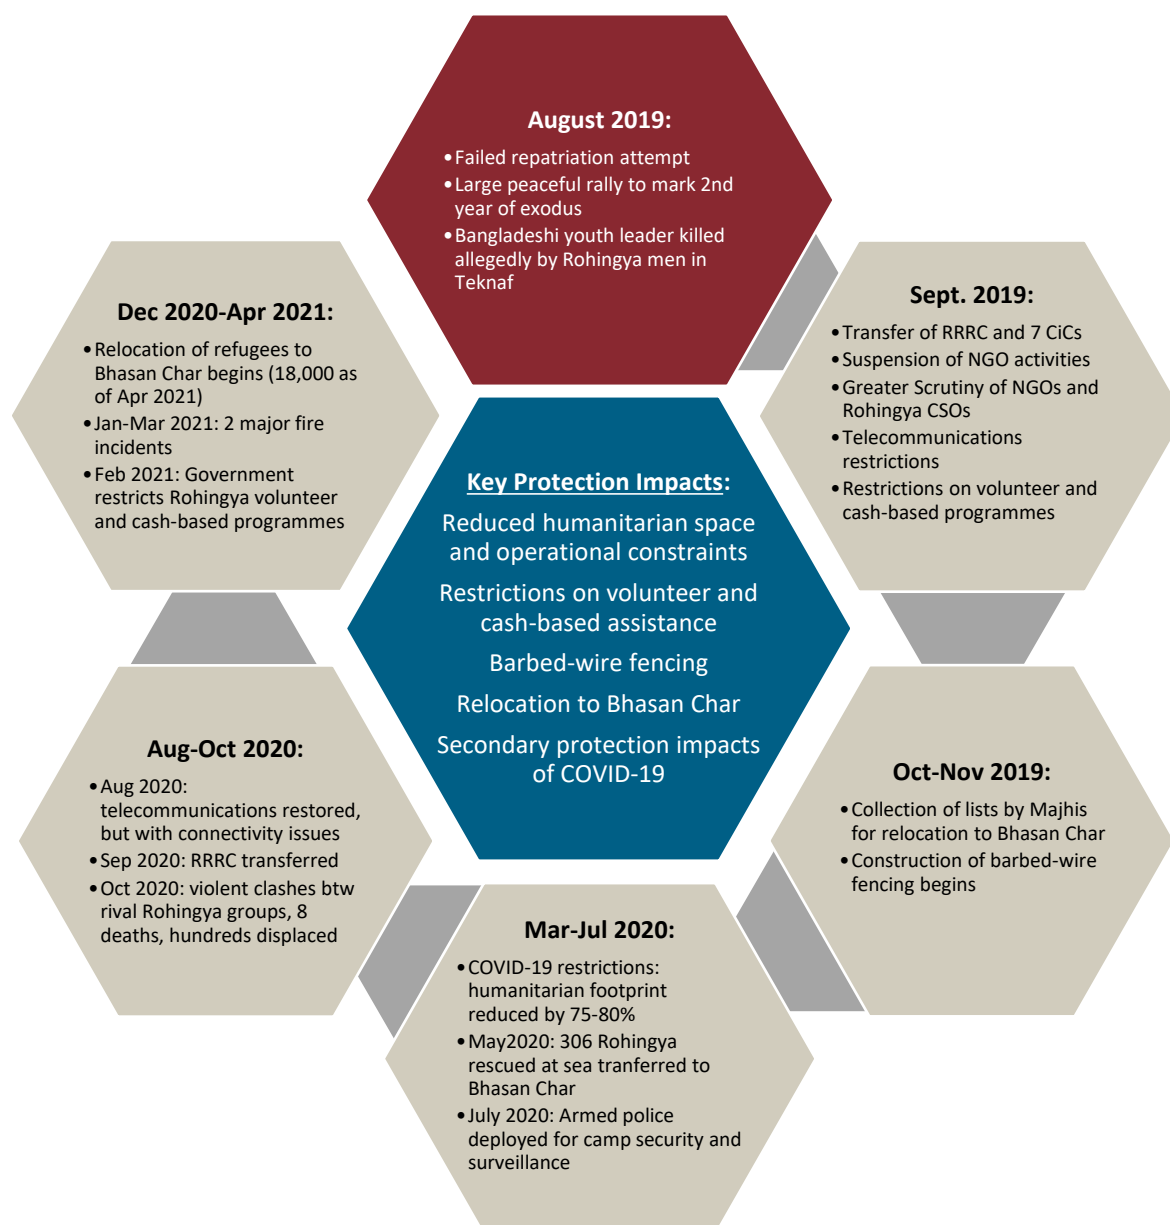 August 2019:
•Failed repatriation attempt
•Large peaceful rally to mark 2nd
year of exodus
•Bangladeshi youth leader killed
allegedly by Rohingya men in
Teknaf
Sept. 2019:
•Transfer of RRRC and 7 CiCs
•Suspension of NGO activities
•Greater Scrutiny of NGOs and
Rohingya CSOs
•Telecommunications
restrictions
•Restrictions on volunteer and
cash-based programmes
Oct-Nov 2019:
•Collection of lists by Majhis
for relocation to Bhasan Char
•Construction of barbed-wire
fencing begins
Mar-Jul 2020:
•COVID-19 restrictions:
humanitarian footprint
reduced by 75-80%
•May2020: 306 Rohingya
rescued at sea tranferred to
Bhasan Char
•July 2020: Armed police
deployed for camp security and
surveillance
Aug-Oct 2020:
•Aug 2020:
telecommunications restored,
but with connectivity issues
•Sep 2020: RRRC transferred
•Oct 2020: violent clashes btw
rival Rohingya groups, 8
deaths, hundreds displaced
Dec 2020-Apr 2021:
•Relocation of refugees to
Bhasan Char begins (18,000 as
of Apr 2021)
•Jan-Mar 2021: 2 major fire
incidents
•Feb 2021: Government
restricts Rohingya volunteer
and cash-based programmes
Key Protection Impacts:
Reduced humanitarian space
and operational constraints
Restrictions on volunteer and
cash-based assistance
Barbed-wire fencing
Relocation to Bhasan Char
Secondary protection impacts
of COVID-19